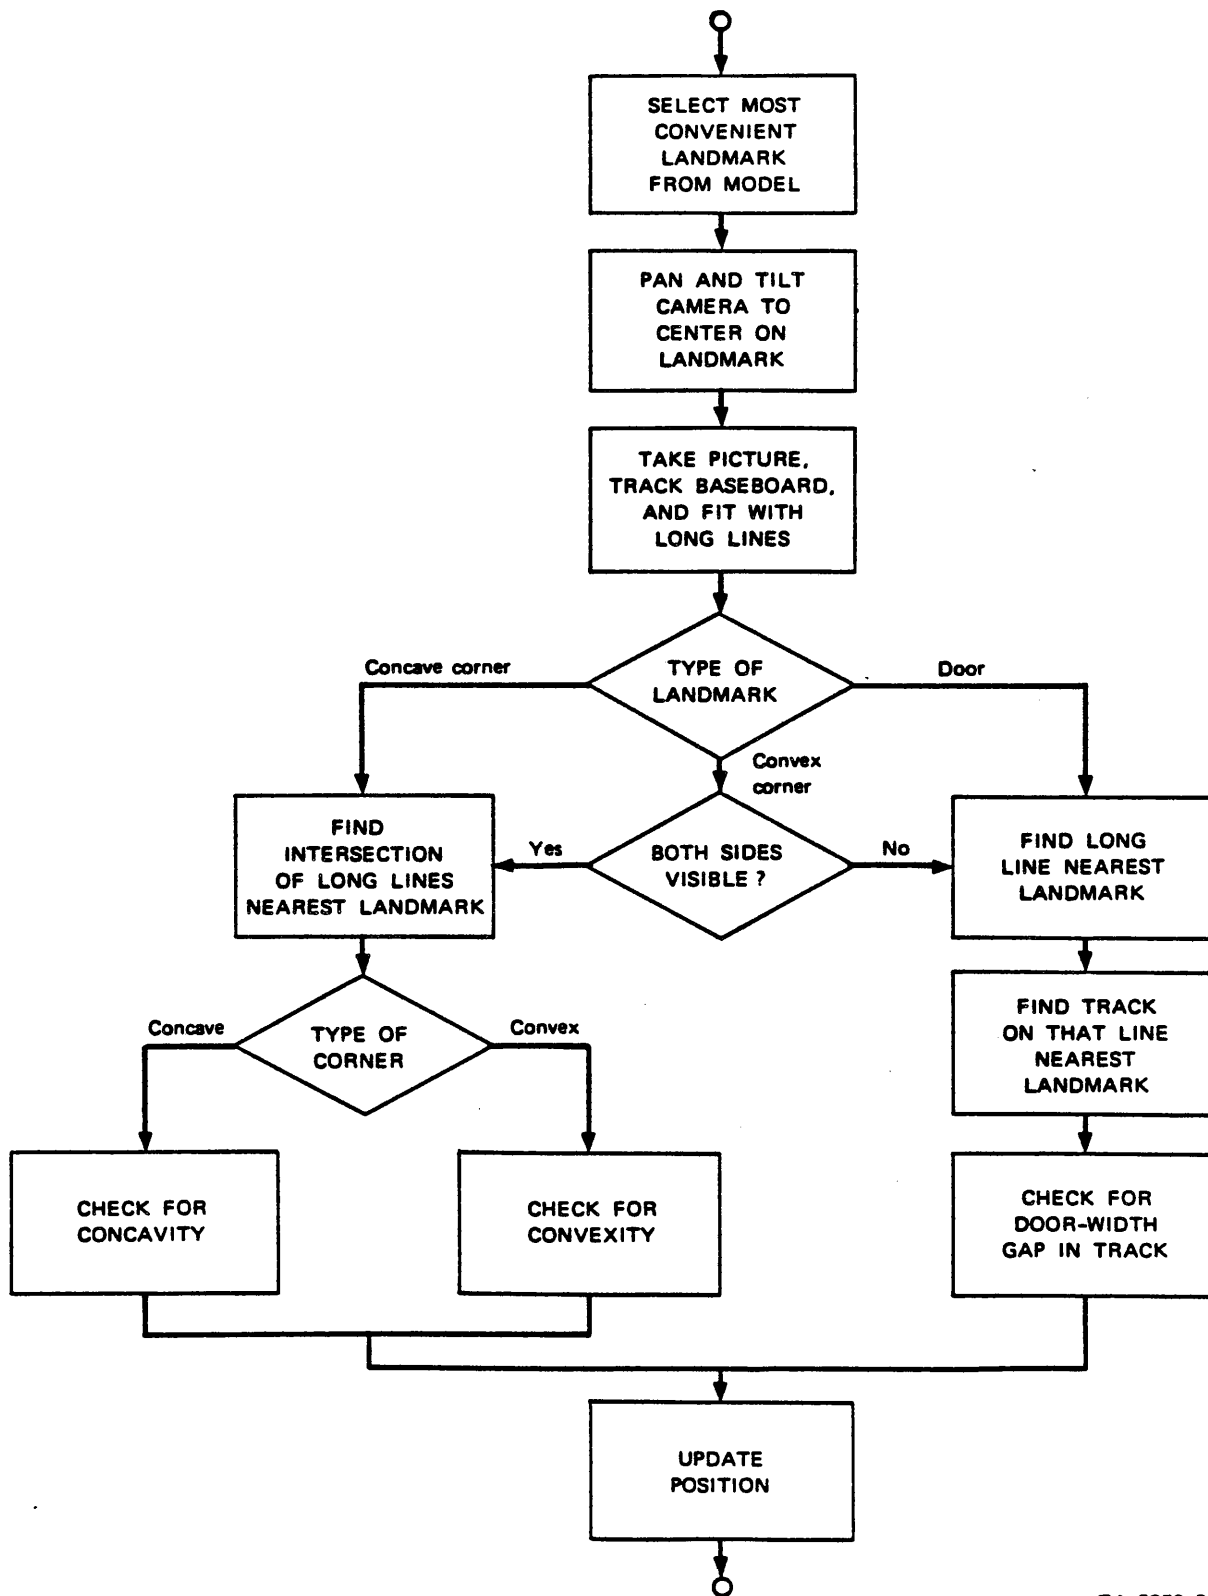 SELECT MOST
CONVENIENT
LANDMARK
FROM MODEL
PAN AND TILT
CAMERA TO
CENTER ON
LANDMARK
TAKE PICTURE,
TRACK BASEBOARD,
AND FIT WITH
LONG LINES
Concave corner
TYPE OF
LANDMARK
Door
Convex
corner
FIND
INTERSECTION
OF LONG LINES
NEAREST LANDMARK
Yes
BOTH SIDES
VISIBLE ?
No
FIND LONG
LINE NEAREST
LANDMARK
Concave
TYPE OF
CORNER
Convex
FIND TRACK
ON THAT LINE
NEAREST
LANDMARK
CHECK FOR
CONCAVITY
CHECK FOR
CONVEXITY
CHECK FOR
DOOR-WIDTH
GAP IN TRACK
UPDATE
POSITION